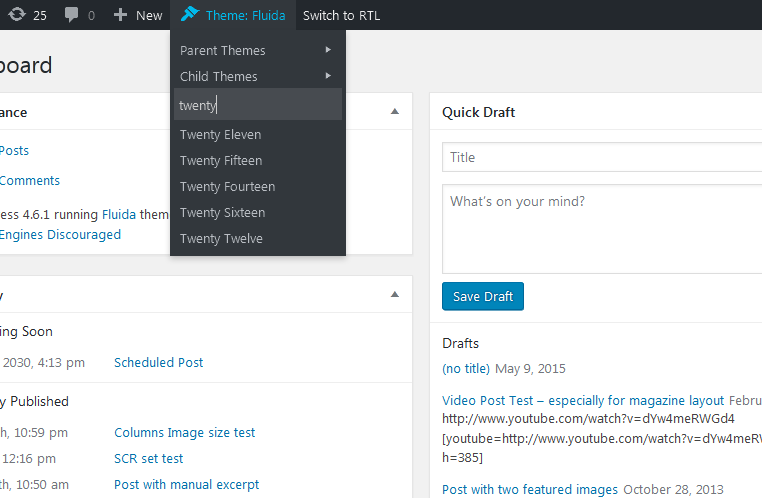 25 0 New Theme: Fluida Switch to RTL
board
Parent Themes
Child Themes
twenty
Twenty Eleven
Twenty Fifteen
Twenty Fourteen
Twenty Sixteen
Twenty Twelve
ance
Posts
Comments
ess 4.6.1 running Fluida them
Engines Discouraged
y
ing Soon
2030, 4:13 pm Scheduled Post
y Published
h, 10:59 pm Columns Image size test
12:16 pm SCR set test
th, 10:50 am Post with manual excerpt
Quick Draft
Title
What's on your mind?
Save Draft
Drafts
(no title) May 9, 2015
Video Post Test – especially for magazine layout Febru
http://www.youtube.com/watch?v=dYw4meRWGd4
[youtube=http://www.youtube.com/watch?v=dYw4meRW
h=385]
Post with two featured images October 28, 2013